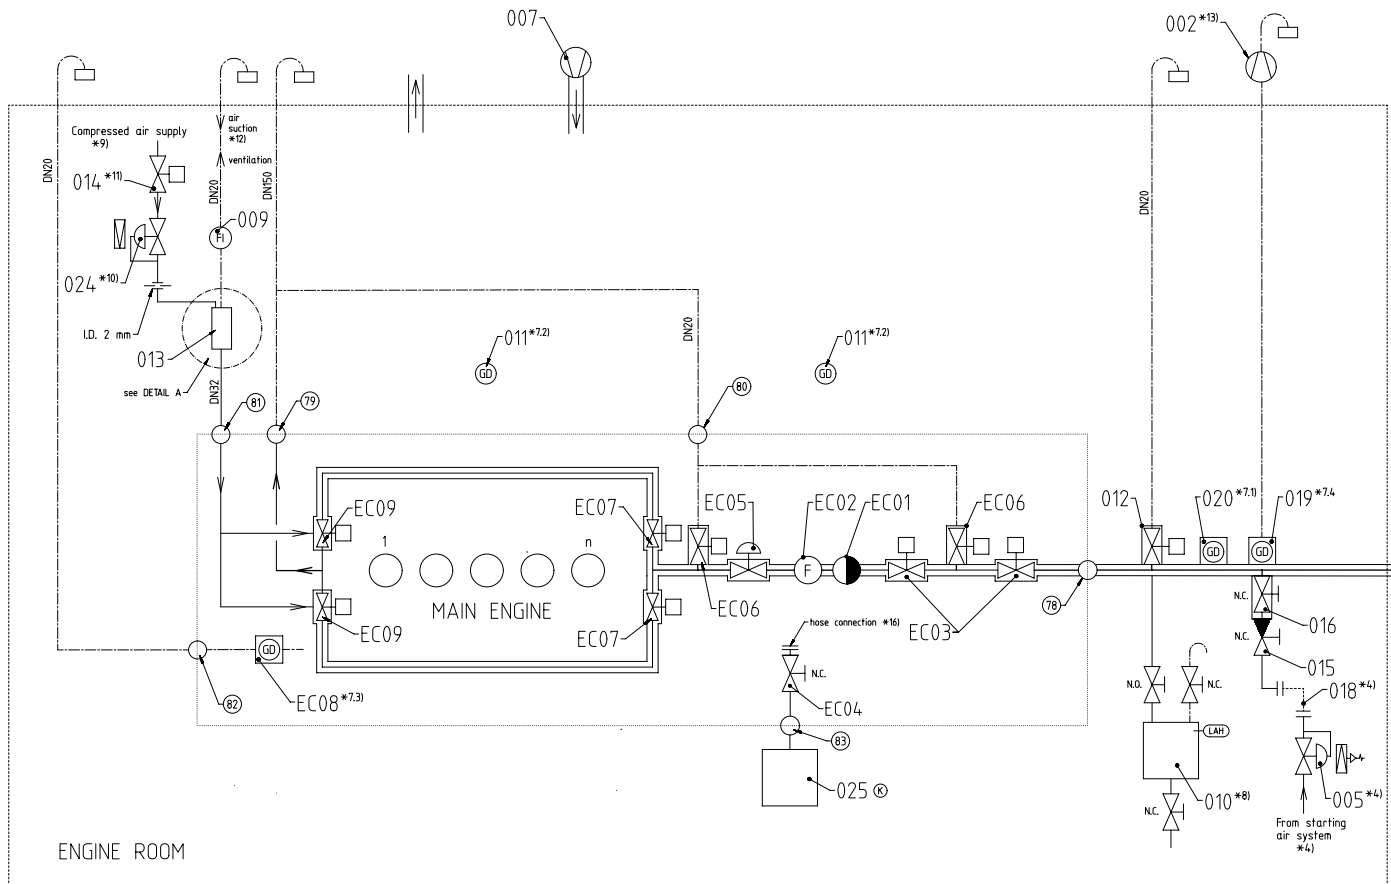 007
002 *13)
Compressed air supply
*9)
air
suction
*12)
ventilation
DN20
014 *11)
DN20
DN150
DN20
009
FI
024 *10)
I.D. 2 mm
013
see DETAIL A
DN32
DN20
011 *7.2)
GD
011 *7.2)
GD
81
79
80
EC09
EC07
EC05
EC02
EC01
EC06
012
020 *7.1)
019 *7.4
GD
GD
1
n
F
MAIN ENGINE
EC06
EC03
78
N.C.
016
EC09
EC07
hose connection *16)
N.C.
015
GD
N.C.
N.O.
N.C.
018 *4)
EC08 *7.3)
82
EC04
83
LAH
025 K
010 *8)
005 *4)
N.C.
From starting
air system
*4)
ENGINE ROOM